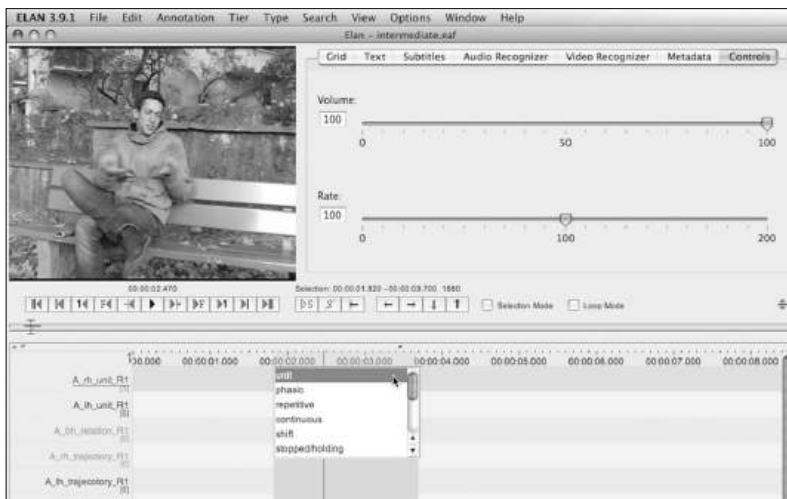 ELAN 3.9.1 File Edit Annotation Tier Type Search View Options Window Help
Elan - intermediate.eaf
Grid Text Subtitles Audio Recognizer Video Recognizer Metadata Controls
Volume:
100
0 50 100
Rate:
100
0 100 200
00:00:02.470
Selection: 00:00:01.820 - 00:00:03.700 1880
Selection Mode Loop Mode
00.000 00:00:01.000 00:00:02.000 00:00:03.000 00:00:04.000 00:00:05.000 00:00:06.000 00:00:07.000 00:00:08.000
A_rh_unit_R1
unit
phasic
A_lh_unit_R1
repetitive
continuous
A_bh_relation_R1
shift
A_rh_trajectory_R1
stopped/holding
A_lh_trajecotory_R1